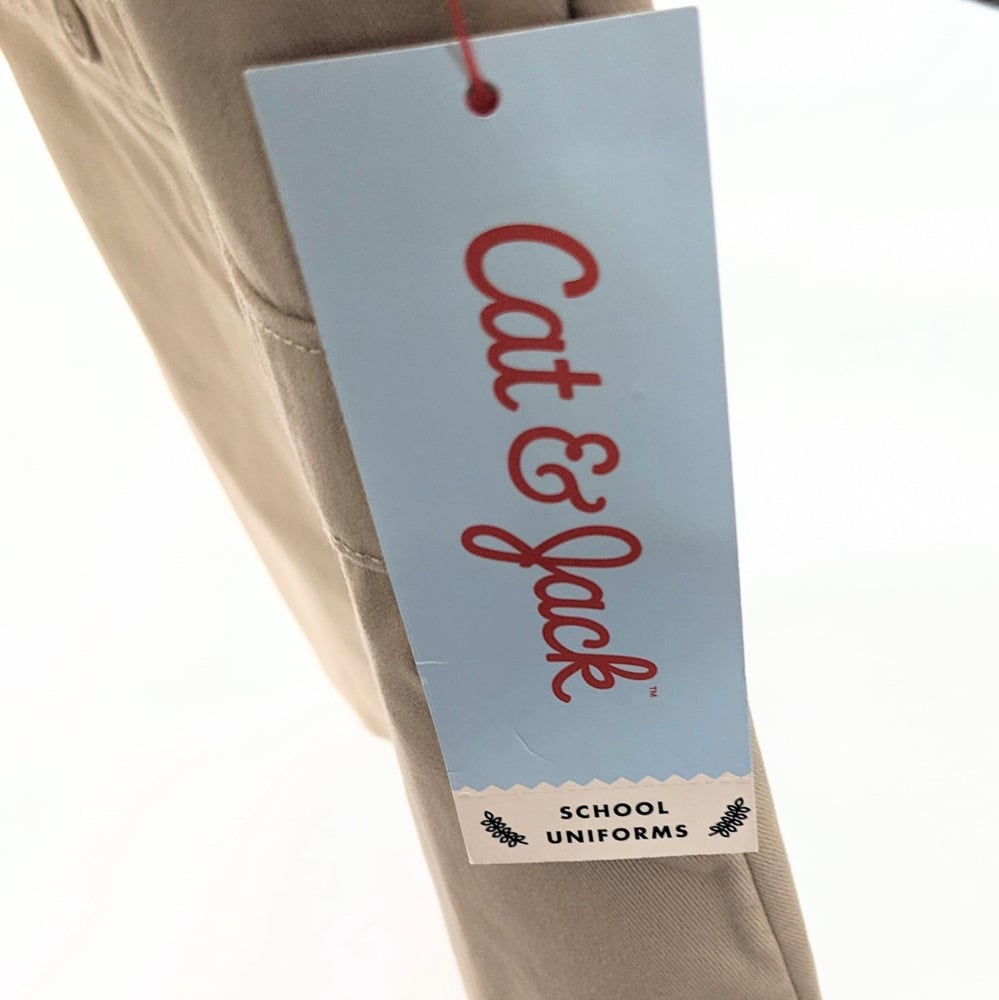 Cat & Jack™
SCHOOL
UNIFORMS